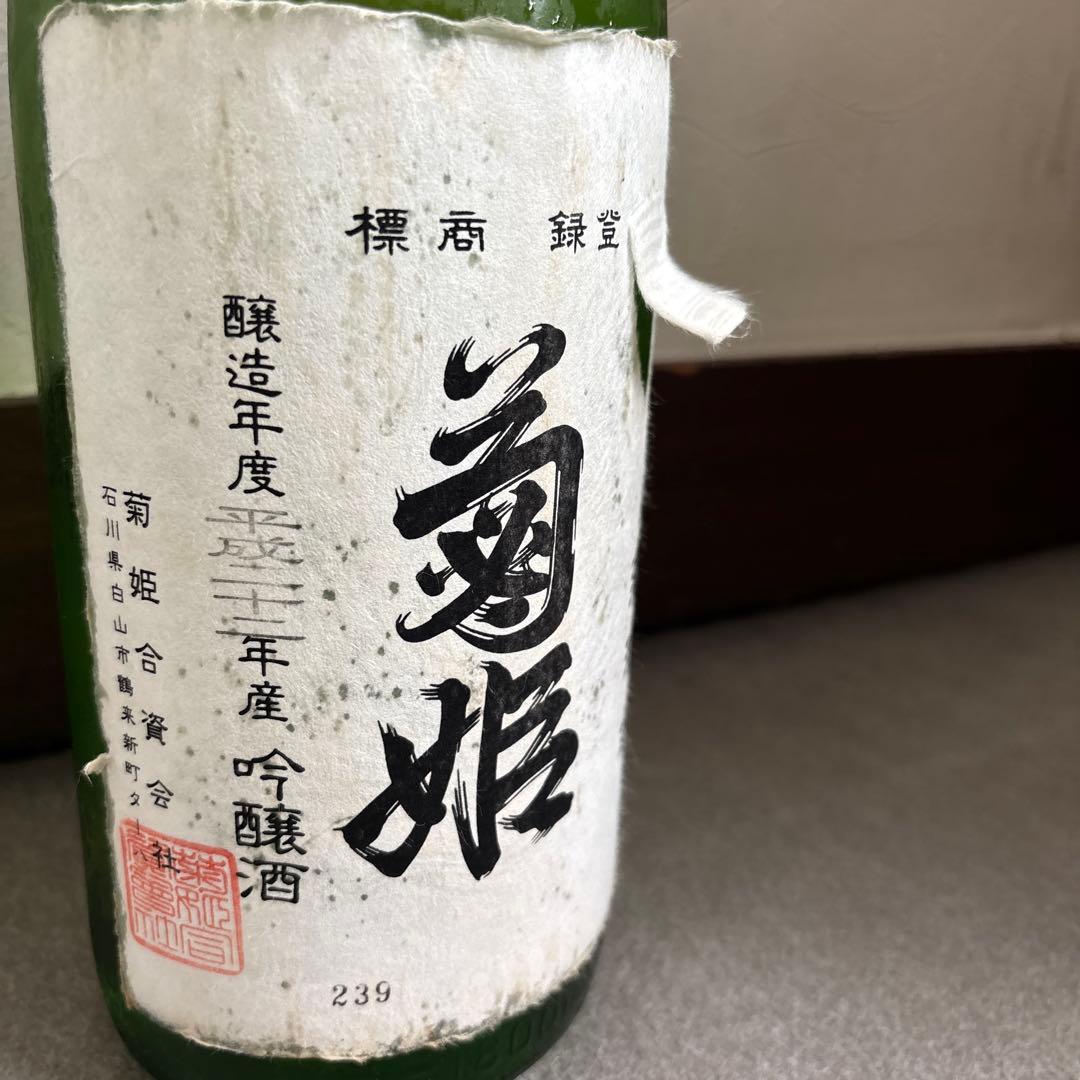 登録商標
菊姫
醸造年度平成二十二年産 吟醸酒
菊姫合資会社
石川県白山市鶴来新町タ
239